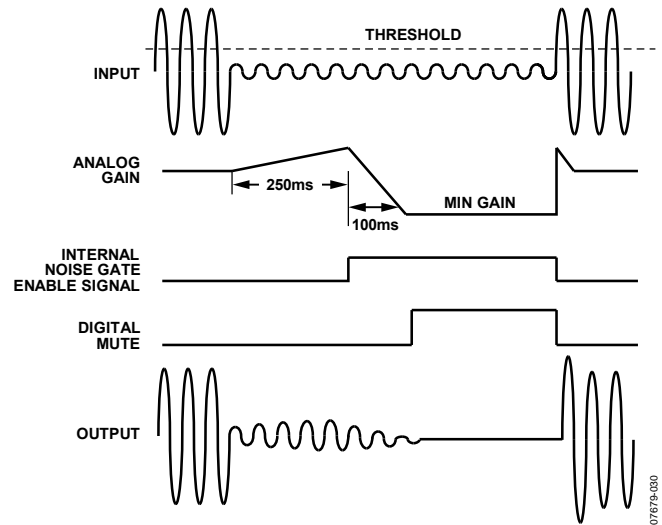 THRESHOLD
INPUT
ANALOG
GAIN
250ms
MIN GAIN
100ms
INTERNAL
NOISE GATE
ENABLE SIGNAL
DIGITAL
MUTE
OUTPUT
07679-030